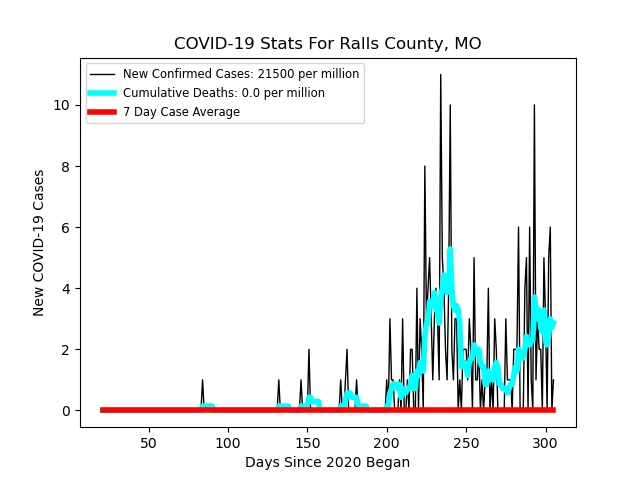 COVID-19 Stats For Ralls County, MO
New Confirmed Cases: 21500 per million
Cumulative Deaths: 0.0 per million
7 Day Case Average
New COVID-19 Cases
10
8
6
4
2
0
50 100 150 200 250 300
Days Since 2020 Began